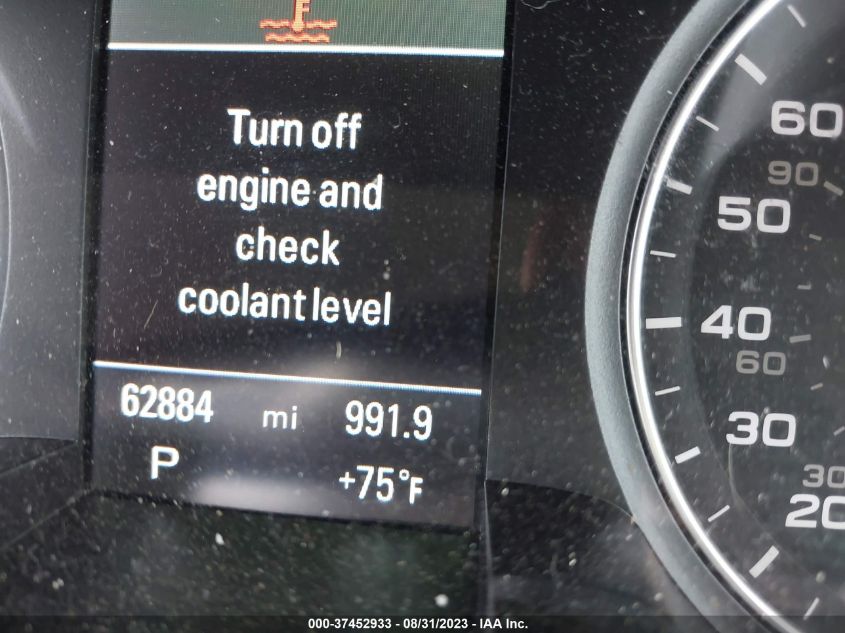 Turn off
engine and
check
coolant level
62884 mi 991.9
P +75°F
60
90
50
40
60
30
30
20
000-37452933 - 08/31/2023 - IAA Inc.